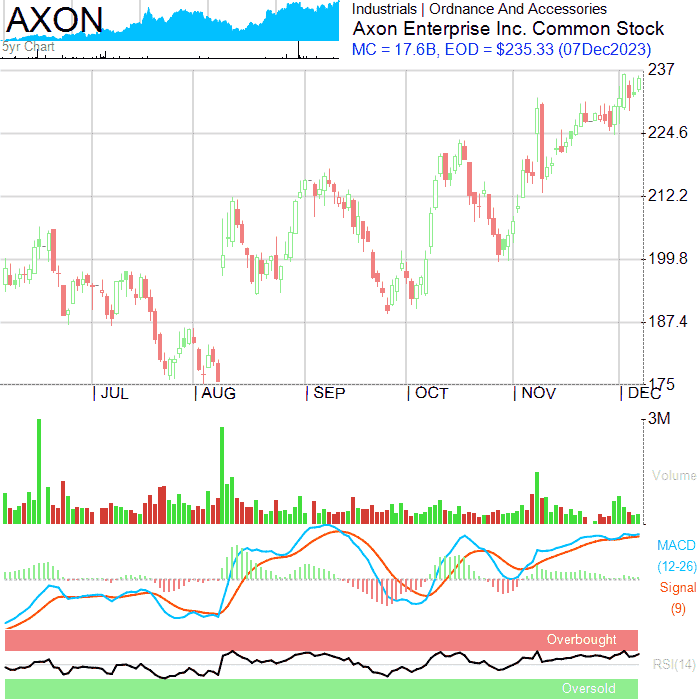 AXON
5yr Chart
Industrials | Ordnance And Accessories
Axon Enterprise Inc. Common Stock
MC = 17.6B, EOD = $235.33 (07Dec2023)
237
224.6
212.2
199.8
187.4
175
| JUL | AUG | SEP | OCT | NOV | DEC
3M
Volume
MACD
(12-26)
Signal
(9)
Overbought
RSI(14)
Oversold